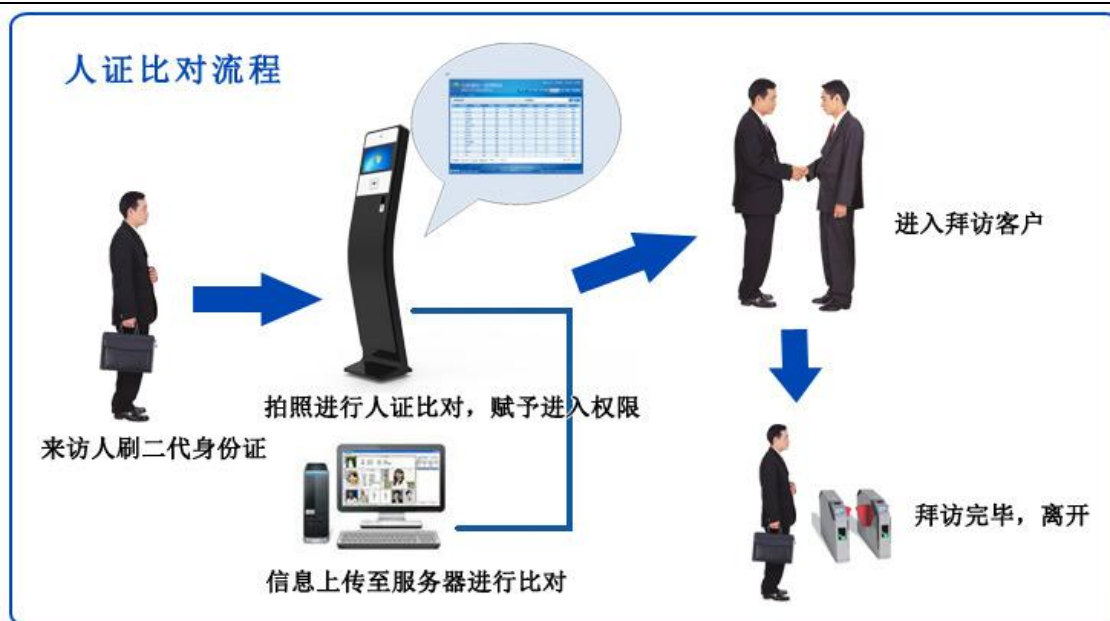 人证比对流程
进入拜访客户
拍照进行人证比对，赋予进入权限
来访人刷二代身份证
拜访完毕，离开
信息上传至服务器进行比对